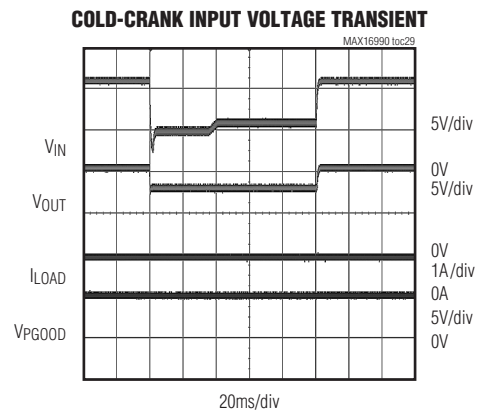 COLD-CRANK INPUT VOLTAGE TRANSIENT
MAX16990 toc29
VIN
5V/div
0V
VOUT
5V/div
0V
ILOAD
1A/div
0A
VPGOOD
5V/div
0V
20ms/div